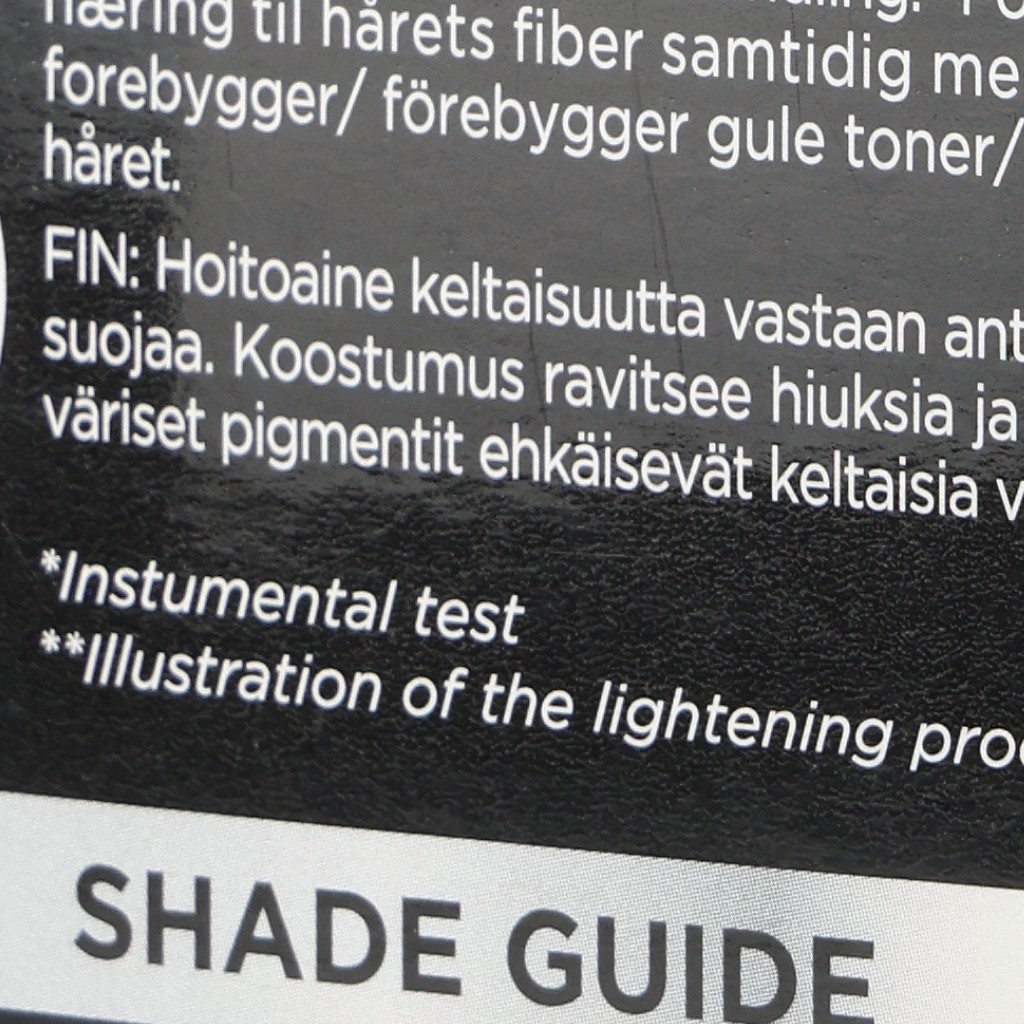 næring til hårets fiber samtidig me
forebygger/ förebygger gule toner/
håret.
FIN: Hoitoaine keltaisuutta vastaan ant
suojaa. Koostumus ravitsee hiuksia ja
väriset pigmentit ehkäisevät keltaisia v
*Instumental test
**Illustration of the lightening pro
SHADE GUIDE